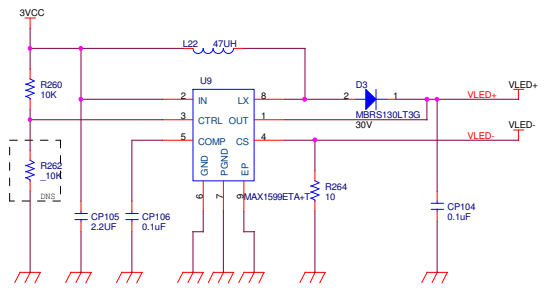 3VCC
L22 47UH
R260
10K
U9
D3
VLED+
2 IN LX 8
2 1
VLED+
3 CTRL OUT 1
MBRS130LT3G
30V
VLED-
5 COMP CS 4
VLED-
R262
_10K
DNS
GND PGND EP
6 7 9
MAX1599ETA+T
R264
10
CP105
2.2UF
CP106
0.1uF
CP104
0.1uF